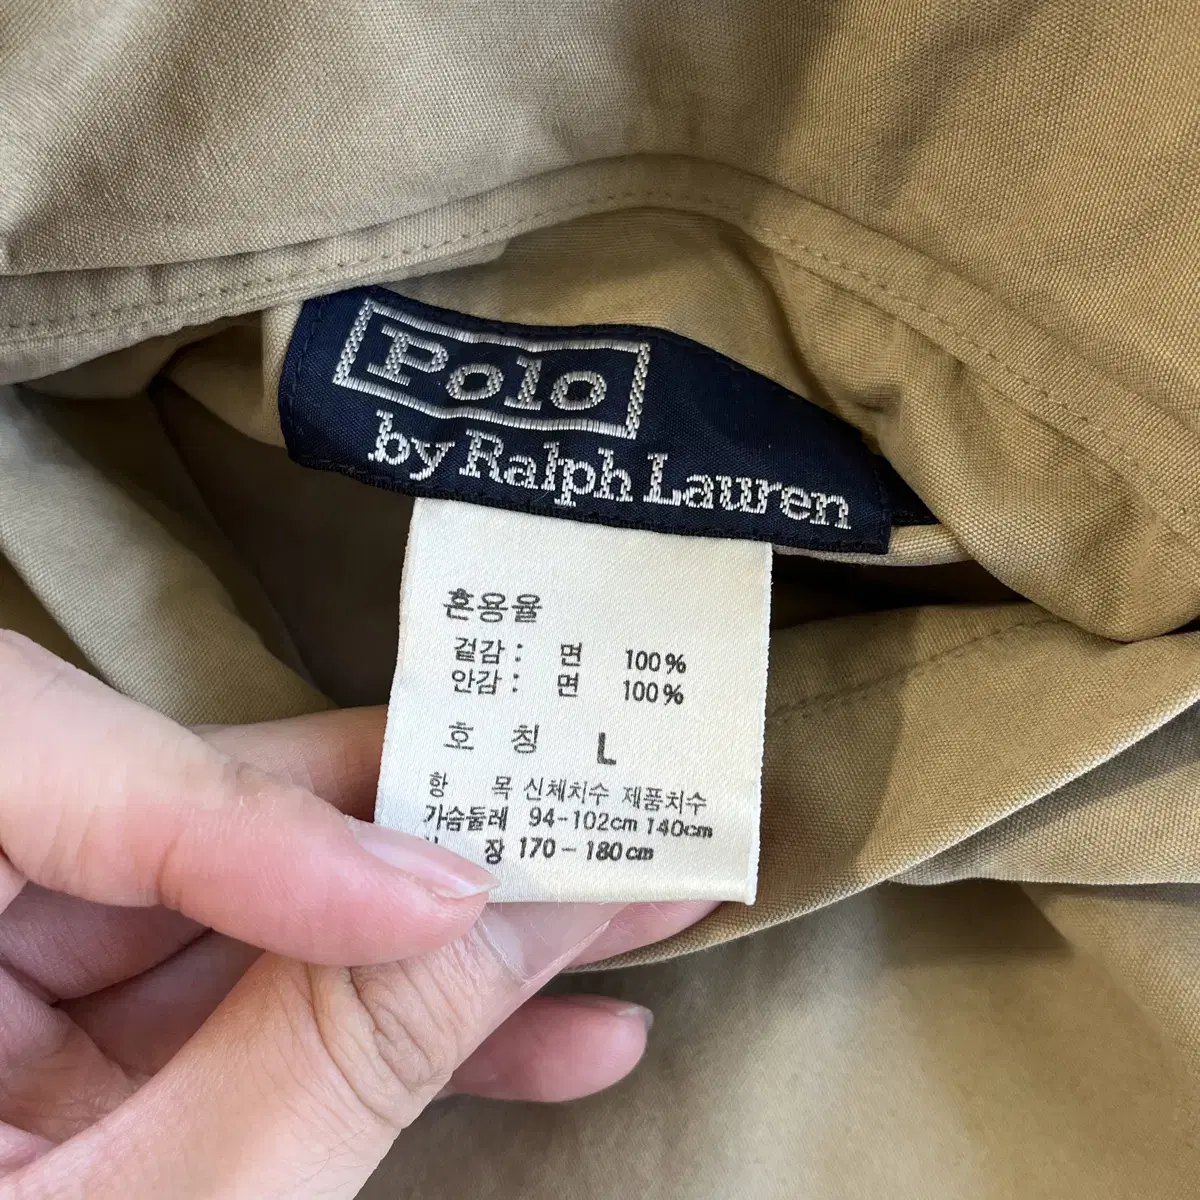 Polo
by Ralph Lauren
혼용율
겉감 : 면 100%
안감 : 면 100%
호 칭 L
항 목 신체치수 제품치수
가슴둘레 94-102cm 140cm
장 170-180cm